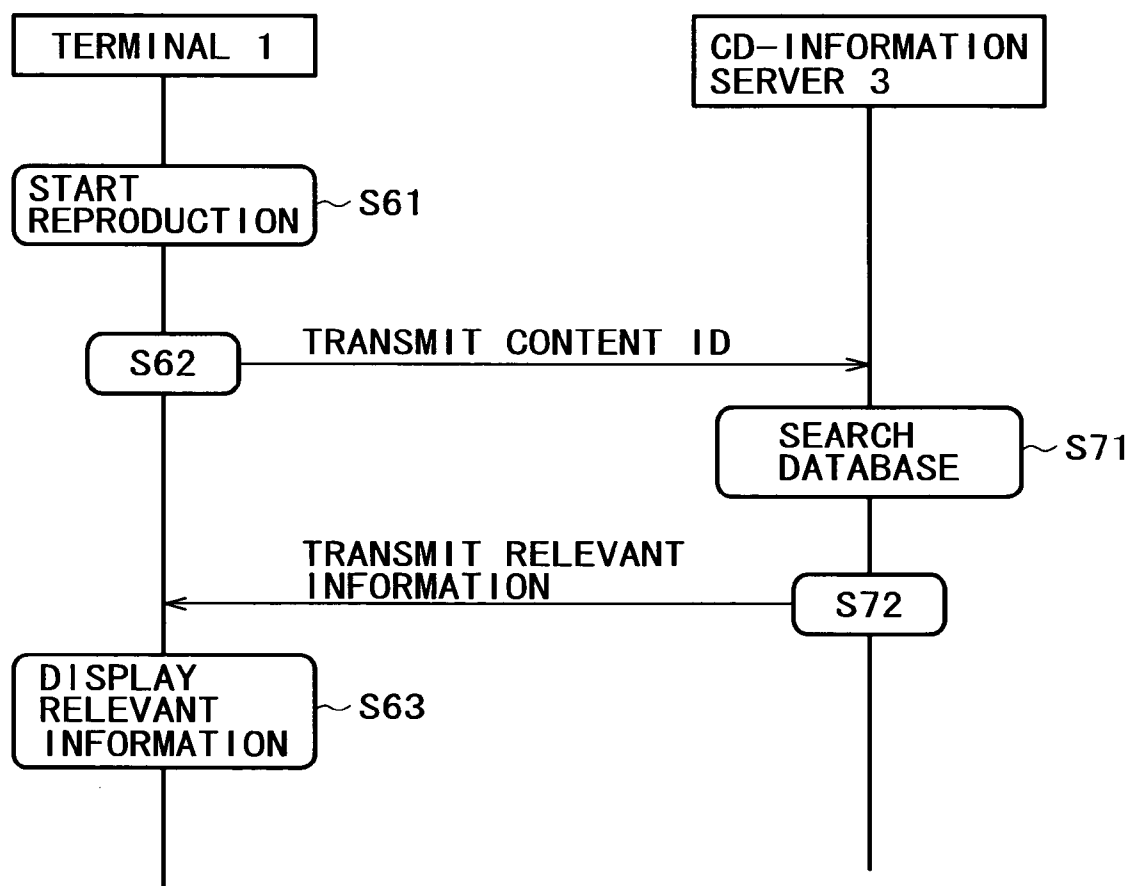 TERMINAL 1
CD-INFORMATION
SERVER 3
START
REPRODUCTION
S61
TRANSMIT CONTENT ID
S62
SEARCH
DATABASE
S71
TRANSMIT RELEVANT
INFORMATION
S72
DISPLAY
RELEVANT
INFORMATION
S63